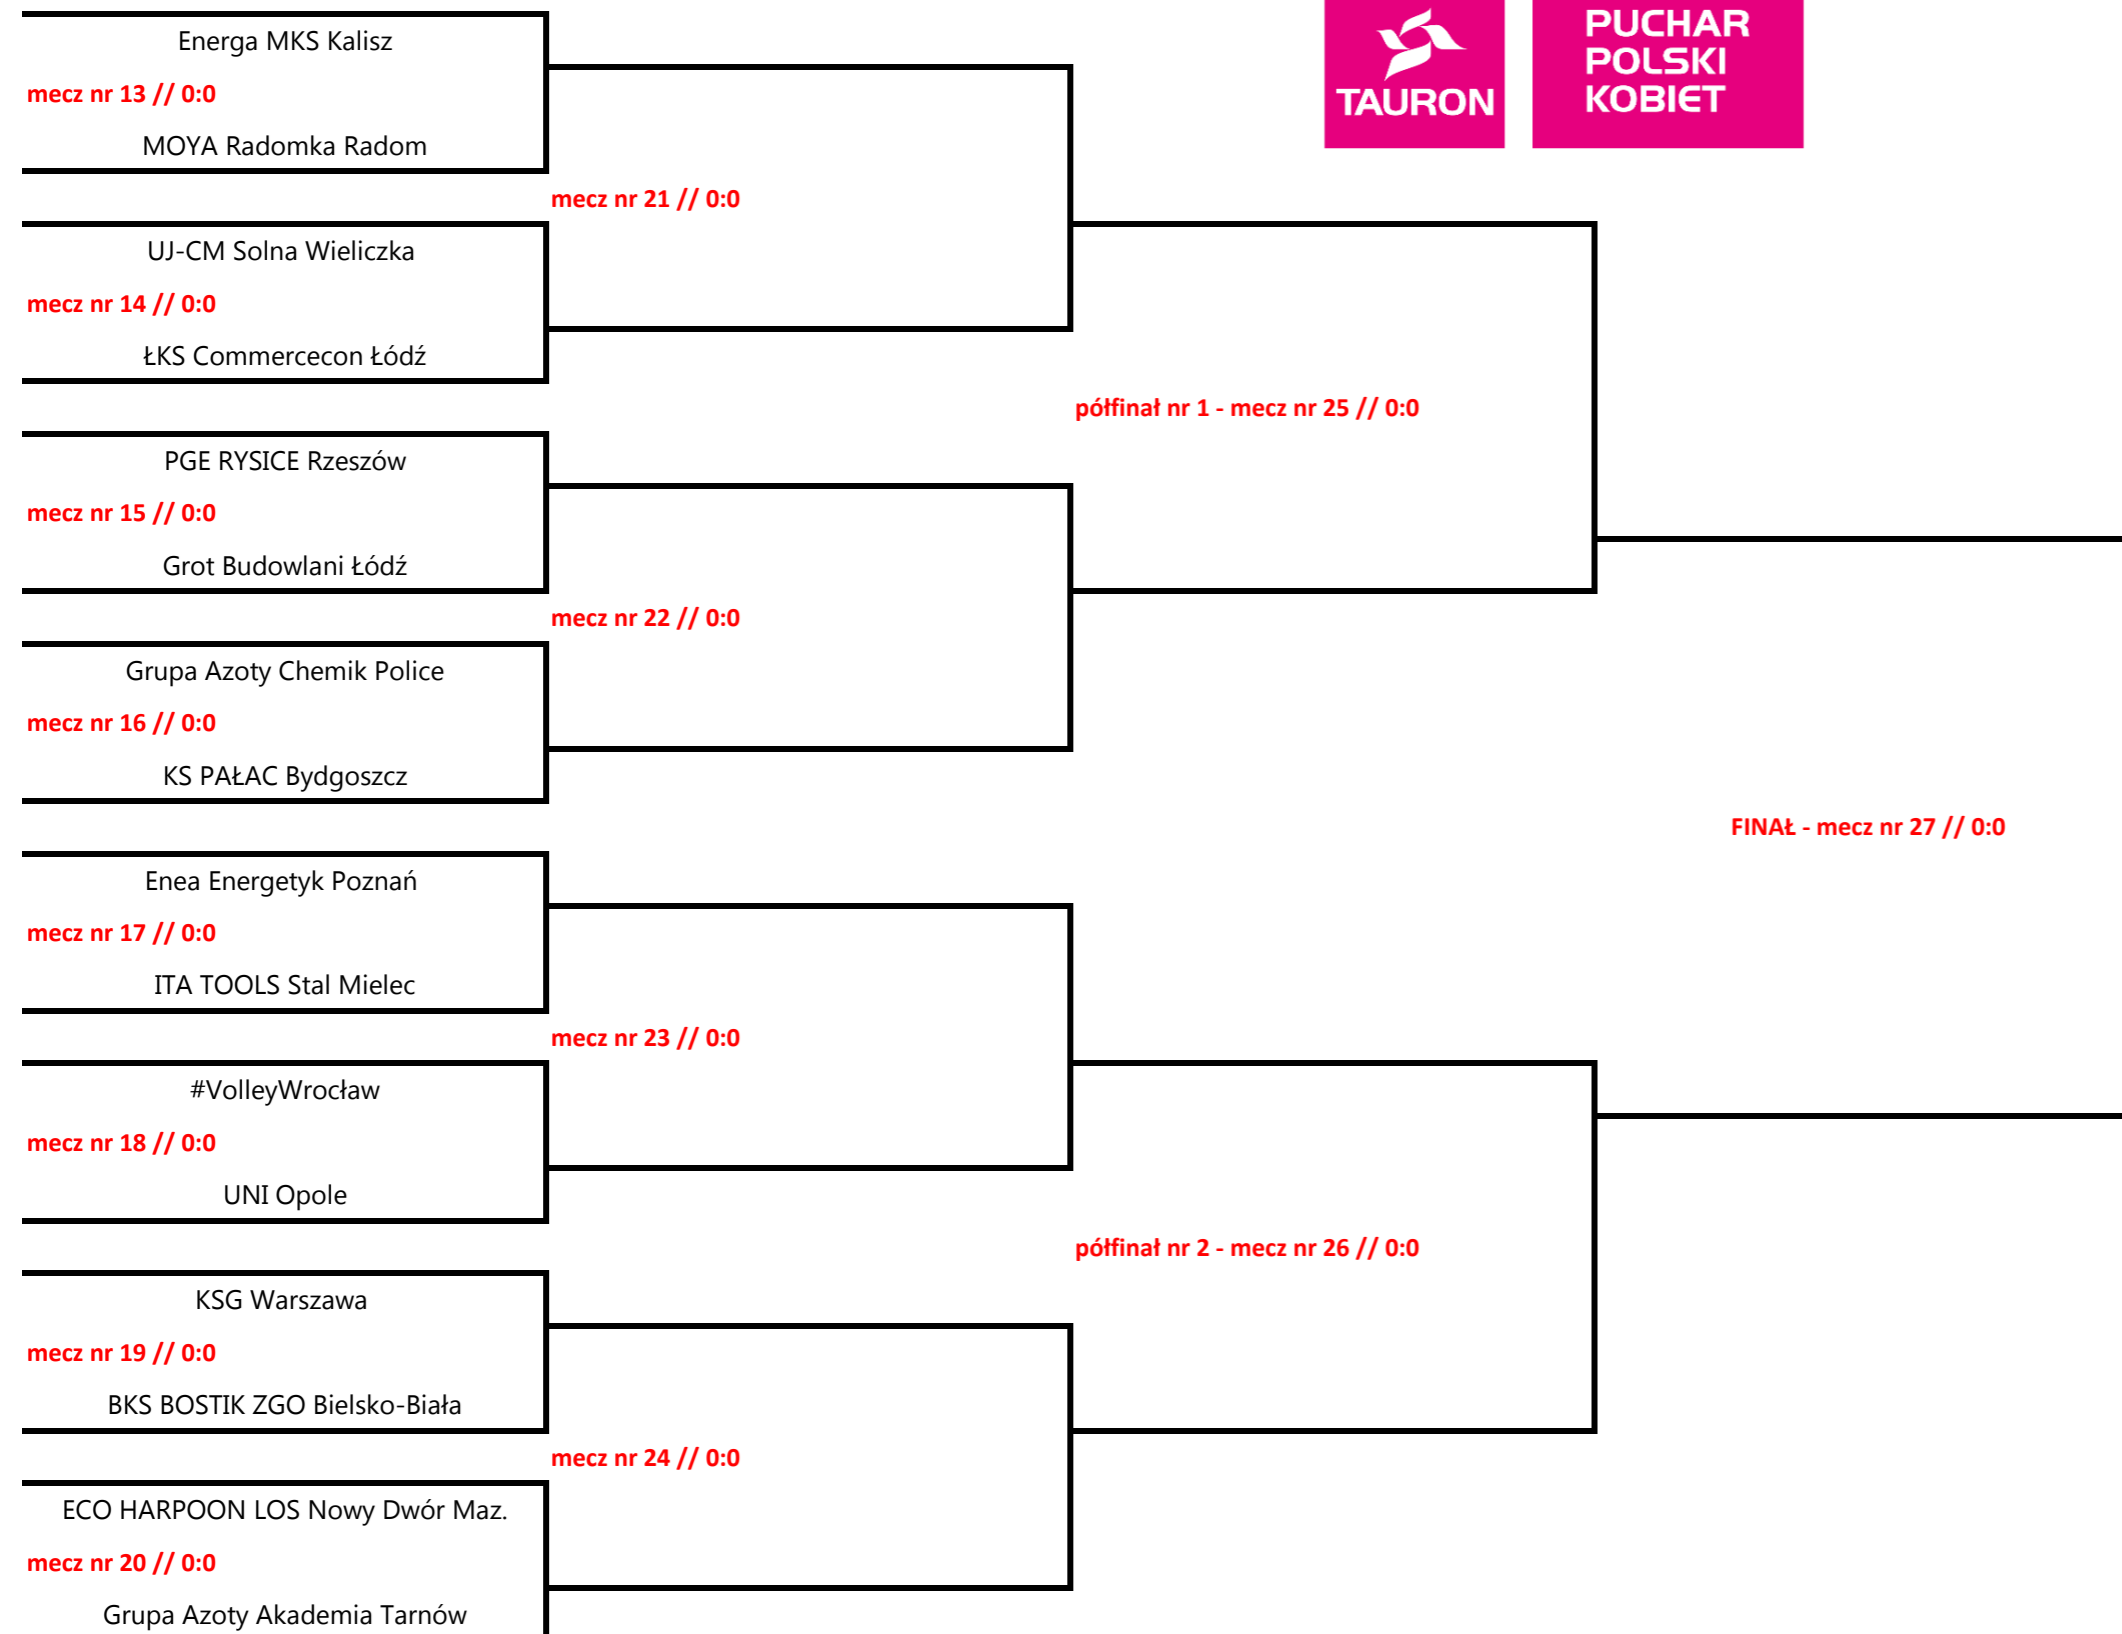 Energa MKS Kalisz
mecz nr 13 // 0:0
MOYA Radomka Radom
mecz nr 21 // 0:0
UJ-CM Solna Wieliczka
mecz nr 14 // 0:0
ŁKS Commercecon Łódź
półfinał nr 1 - mecz nr 25 // 0:0
PGE RYSICE Rzeszów
mecz nr 15 // 0:0
Grot Budowlani Łódź
mecz nr 22 // 0:0
Grupa Azoty Chemik Police
mecz nr 16 // 0:0
KS PAŁAC Bydgoszcz
FINAŁ - mecz nr 27 // 0:0
Enea Energetyk Poznań
mecz nr 17 // 0:0
ITA TOOLS Stal Mielec
mecz nr 23 // 0:0
#VolleyWrocław
mecz nr 18 // 0:0
UNI Opole
półfinał nr 2 - mecz nr 26 // 0:0
KSG Warszawa
mecz nr 19 // 0:0
BKS BOSTIK ZGO Bielsko-Biała
mecz nr 24 // 0:0
ECO HARPOON LOS Nowy Dwór Maz.
mecz nr 20 // 0:0
Grupa Azoty Akademia Tarnów
TAURON
PUCHAR
POLSKI
KOBIET